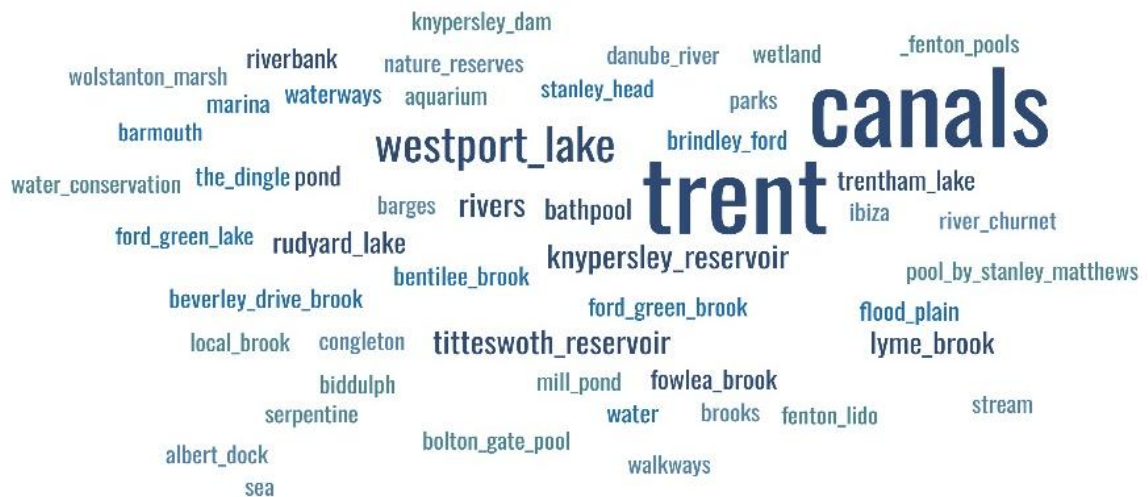 knypersley_dam
_fenton_pools
riverbank nature_reserves danube_river wetland
wolstanton_marsh
marina waterways aquarium stanley_head parks canals
barmouth westport_lake brindley_ford
water_conservation the_dingle pond trent trentham_lake
barges rivers bathpool ibiza river_churnet
ford_green_lake rudyard_lake knypersley_reservoir
bentilee_brook pool_by_stanley_matthews
beverley_drive_brook ford_green_brook flood_plain
local_brook congleton titteswoth_reservoir lyme_brook
biddulph mill_pond fowlea_brook
serpentine water brooks fenton_lido stream
albert_dock bolton_gate_pool
walkways
sea